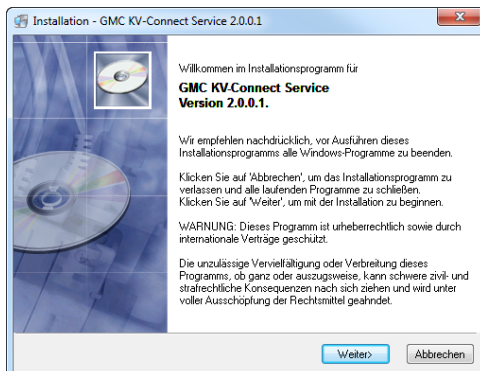 Installation - GMC KV-Connect Service 2.0.0.1
Willkommen im Installationsprogramm für
GMC KV-Connect Service
Version 2.0.0.1.
Wir empfehlen nachdrücklich, vor Ausführen dieses
Installationsprogramms alle Windows-Programme zu beenden.
Klicken Sie auf 'Abbrechen', um das Installationsprogramm zu
verlassen und alle laufenden Programme zu schließen.
Klicken Sie auf 'Weiter', um mit der Installation zu beginnen.
WARNUNG: Dieses Programm ist urheberrechtlich sowie durch
internationale Verträge geschützt.
Die unzulässige Vervielfältigung oder Verbreitung dieses
Programms, ob ganz oder auszugsweise, kann schwere zivil- und
strafrechtliche Konsequenzen nach sich ziehen und wird unter
voller Ausschöpfung der Rechtsmittel geahndet.
Weiter>
Abbrechen